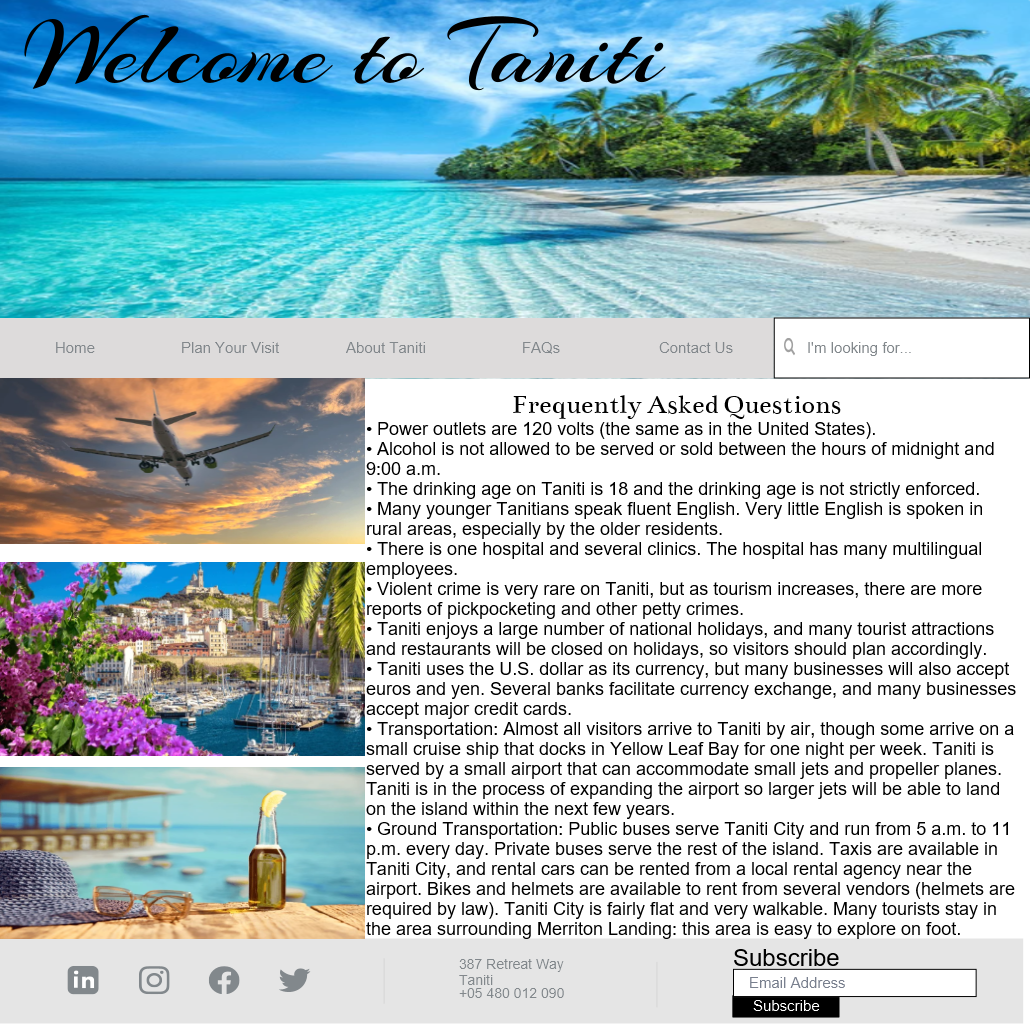 Welcome to Taniti
Home
Plan Your Visit
About Taniti
FAQs
Contact Us
I'm looking for...
Frequently Asked Questions
• Power outlets are 120 volts (the same as in the United States).
• Alcohol is not allowed to be served or sold between the hours of midnight and
9:00 a.m.
• The drinking age on Taniti is 18 and the drinking age is not strictly enforced.
• Many younger Tanitians speak fluent English. Very little English is spoken in
rural areas, especially by the older residents.
• There is one hospital and several clinics. The hospital has many multilingual
employees.
• Violent crime is very rare on Taniti, but as tourism increases, there are more
reports of pickpocketing and other petty crimes.
• Taniti enjoys a large number of national holidays, and many tourist attractions
and restaurants will be closed on holidays, so visitors should plan accordingly.
• Taniti uses the U.S. dollar as its currency, but many businesses will also accept
euros and yen. Several banks facilitate currency exchange, and many businesses
accept major credit cards.
• Transportation: Almost all visitors arrive to Taniti by air, though some arrive on a
small cruise ship that docks in Yellow Leaf Bay for one night per week. Taniti is
served by a small airport that can accommodate small jets and propeller planes.
Taniti is in the process of expanding the airport so larger jets will be able to land
on the island within the next few years.
• Ground Transportation: Public buses serve Taniti City and run from 5 a.m. to 11
p.m. every day. Private buses serve the rest of the island. Taxis are available in
Taniti City, and rental cars can be rented from a local rental agency near the
airport. Bikes and helmets are available to rent from several vendors (helmets are
required by law). Taniti City is fairly flat and very walkable. Many tourists stay in
the area surrounding Merriton Landing: this area is easy to explore on foot.
in
387 Retreat Way
Taniti
+05 480 012 090
Subscribe
Email Address
Subscribe